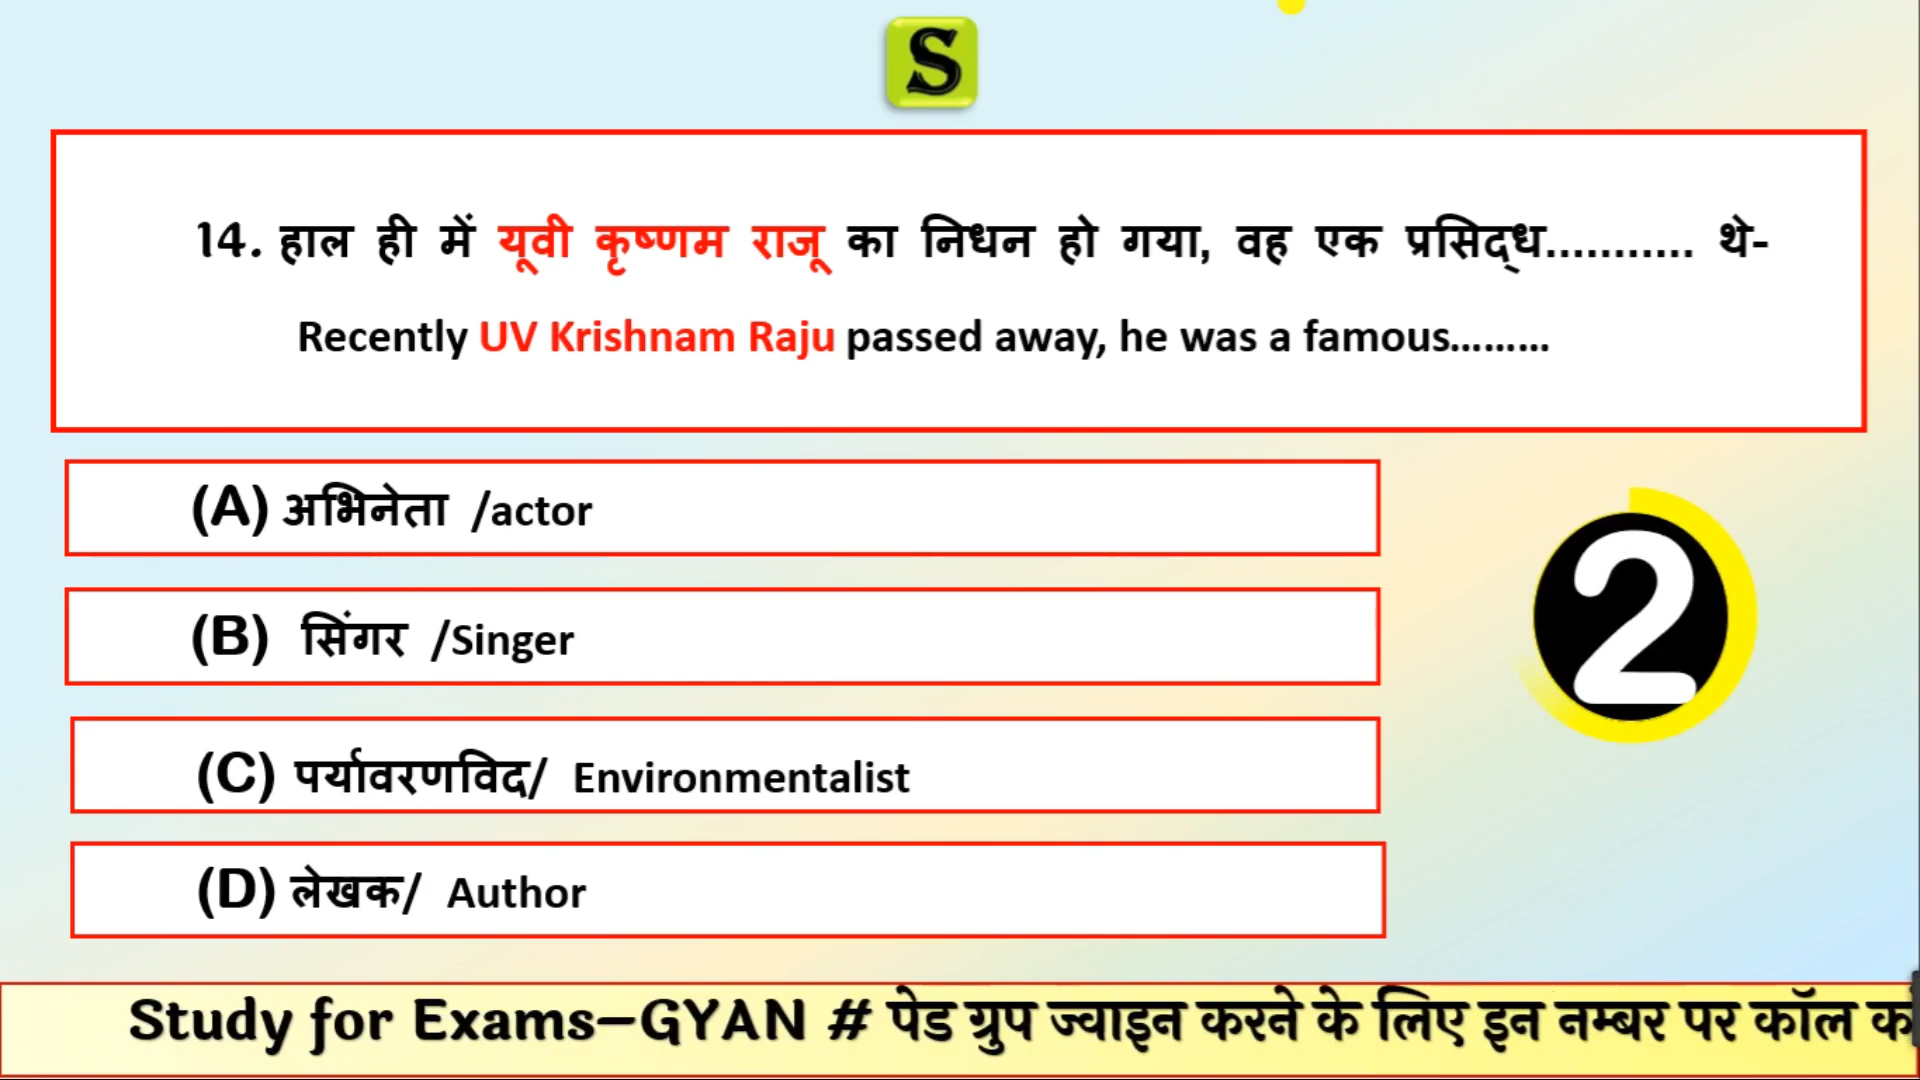 S
14. हाल ही में यूवी कृष्णम राजू का निधन हो गया, वह एक प्रसिद्ध........... थे-
Recently UV Krishnam Raju passed away, he was a famous.........
(A) अभिनेता /actor
(B) सिंगर /Singer
2
(C) पर्यावरणविद/ Environmentalist
(D) लेखक/ Author
Study for Exams–GYAN # पेड ग्रुप ज्वाइन करने के लिए इन नम्बर पर कॉल